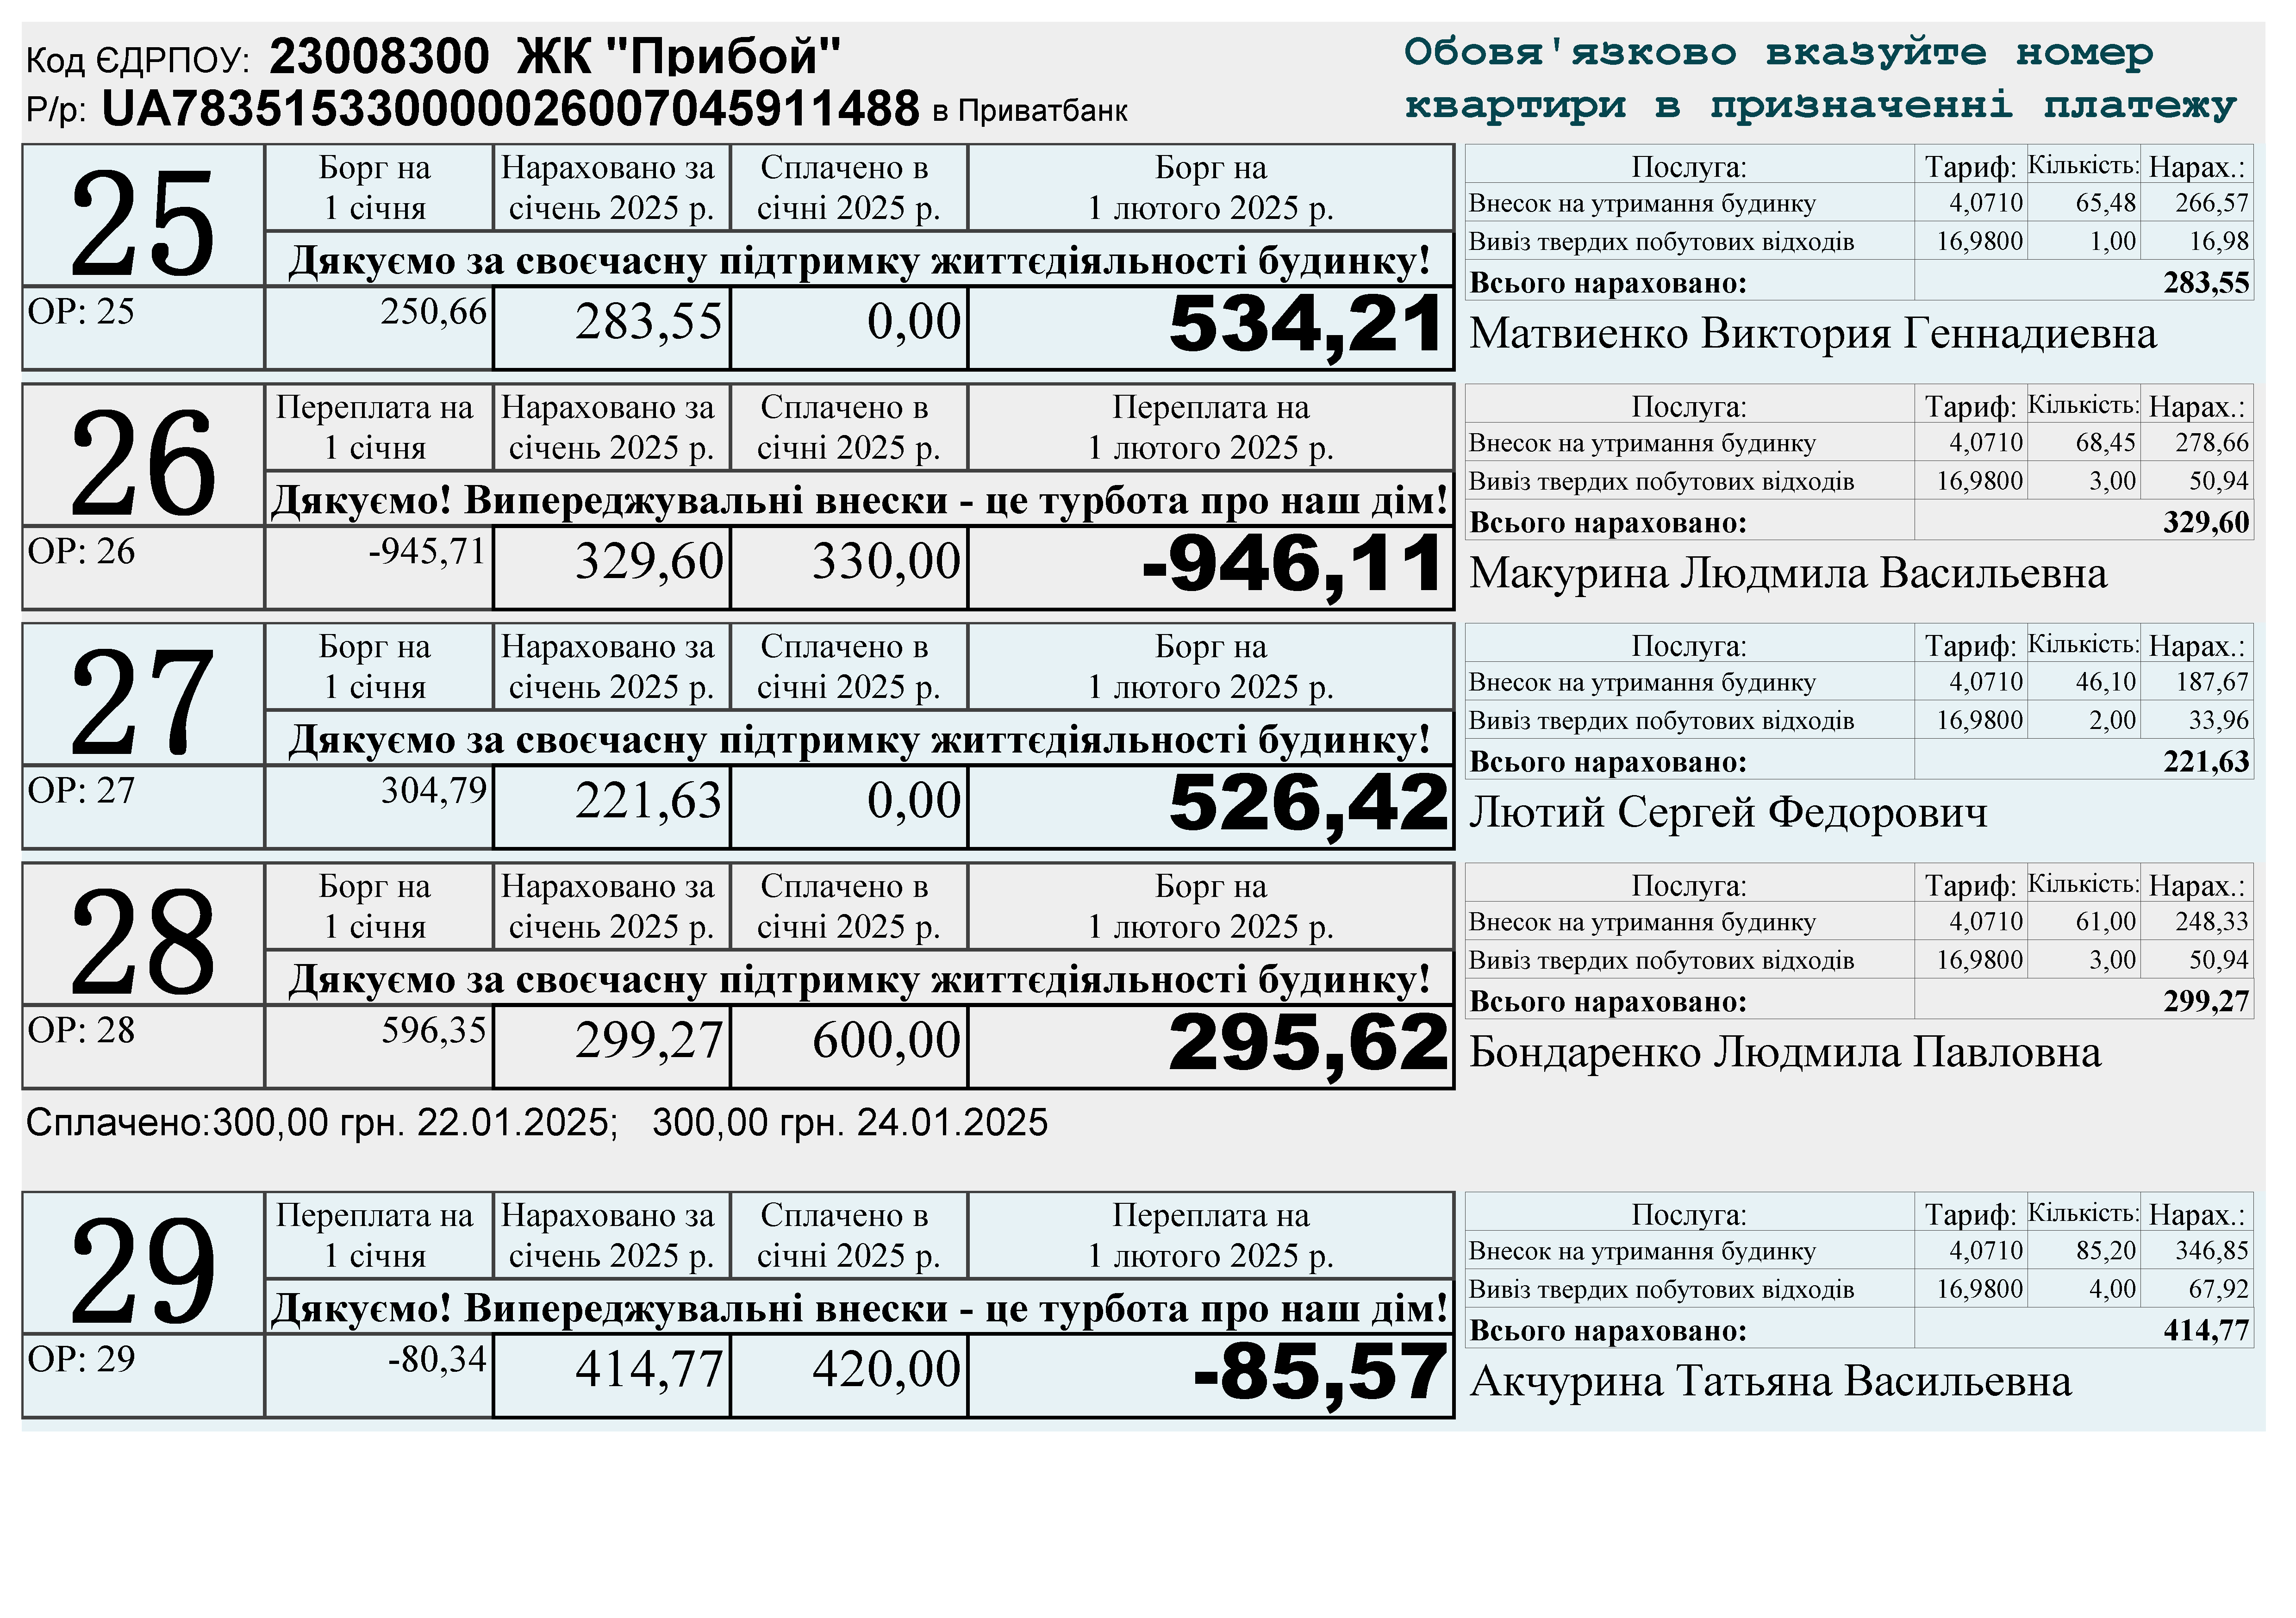 Код ЄДРПОУ: 23008300 ЖК "Прибой"
Р/р: UA783515330000026007045911488 в Приватбанк
Обовя'язково вказуйте номер
квартири в призначенні платежу
25 Борг на 1 січня Нараховано за січень 2025 р. Сплачено в січні 2025 р. Борг на 1 лютого 2025 р.
Дякуємо за своєчасну підтримку життєдіяльності будинку!
ОР: 25 250,66 283,55 0,00 534,21
Послуга: Тариф: Кількість: Нарах.:
Внесок на утримання будинку 4,0710 65,48 266,57
Вивіз твердих побутових відходів 16,9800 1,00 16,98
Всього нараховано: 283,55
Матвиенко Виктория Геннадиевна
26 Переплата на 1 січня Нараховано за січень 2025 р. Сплачено в січні 2025 р. Переплата на 1 лютого 2025 р.
Дякуємо! Випереджувальні внески - це турбота про наш дім!
ОР: 26 -945,71 329,60 330,00 -946,11
Послуга: Тариф: Кількість: Нарах.:
Внесок на утримання будинку 4,0710 68,45 278,66
Вивіз твердих побутових відходів 16,9800 3,00 50,94
Всього нараховано: 329,60
Макурина Людмила Васильевна
27 Борг на 1 січня Нараховано за січень 2025 р. Сплачено в січні 2025 р. Борг на 1 лютого 2025 р.
Дякуємо за своєчасну підтримку життєдіяльності будинку!
ОР: 27 304,79 221,63 0,00 526,42
Послуга: Тариф: Кількість: Нарах.:
Внесок на утримання будинку 4,0710 46,10 187,67
Вивіз твердих побутових відходів 16,9800 2,00 33,96
Всього нараховано: 221,63
Лютий Сергей Федорович
28 Борг на 1 січня Нараховано за січень 2025 р. Сплачено в січні 2025 р. Борг на 1 лютого 2025 р.
Дякуємо за своєчасну підтримку життєдіяльності будинку!
ОР: 28 596,35 299,27 600,00 295,62
Послуга: Тариф: Кількість: Нарах.:
Внесок на утримання будинку 4,0710 61,00 248,33
Вивіз твердих побутових відходів 16,9800 3,00 50,94
Всього нараховано: 299,27
Бондаренко Людмила Павловна
Сплачено:300,00 грн. 22.01.2025; 300,00 грн. 24.01.2025
29 Переплата на 1 січня Нараховано за січень 2025 р. Сплачено в січні 2025 р. Переплата на 1 лютого 2025 р.
Дякуємо! Випереджувальні внески - це турбота про наш дім!
ОР: 29 -80,34 414,77 420,00 -85,57
Послуга: Тариф: Кількість: Нарах.:
Внесок на утримання будинку 4,0710 85,20 346,85
Вивіз твердих побутових відходів 16,9800 4,00 67,92
Всього нараховано: 414,77
Акчурина Татьяна Васильевна